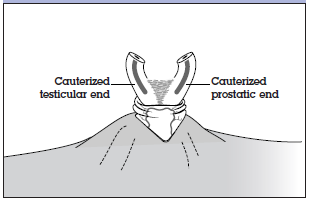 Cauterized
testicular end
Cauterized
prostatic end